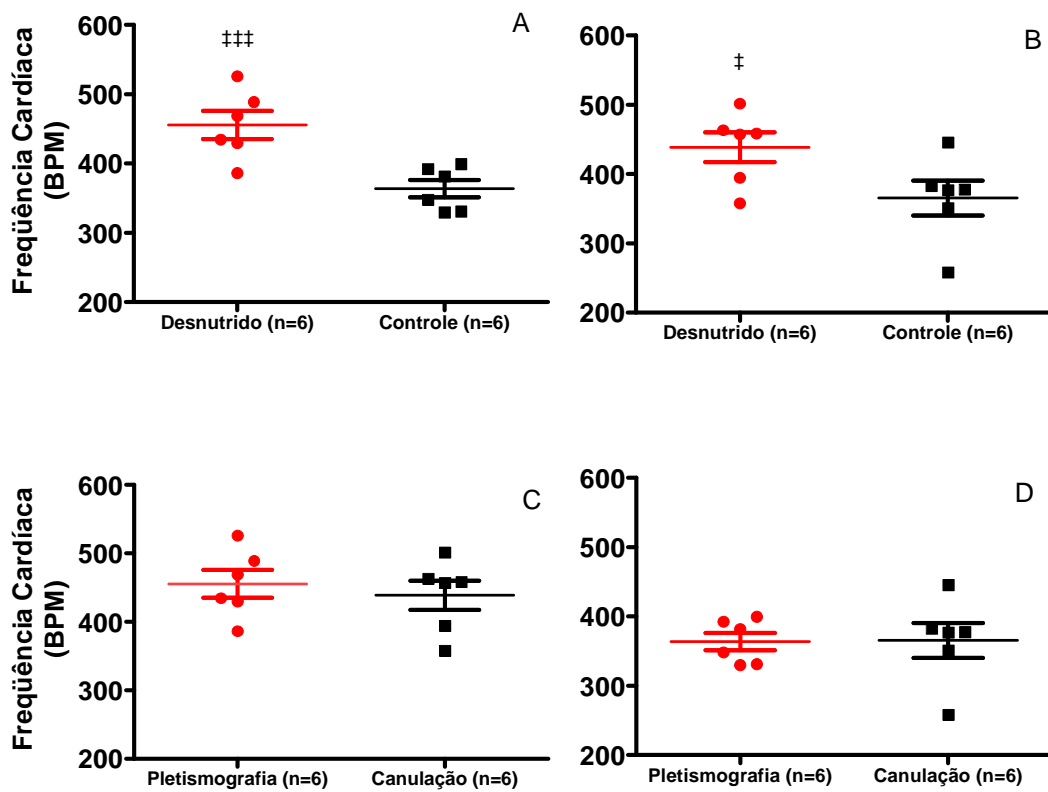 A
Freqüência Cardíaca
(BPM)
600
500
400
300
200
‡‡‡
Desnutrido (n=6)
Controle (n=6)
B
600
500
400
300
200
‡
Desnutrido (n=6)
Controle (n=6)
C
Freqüência Cardíaca
(BPM)
600
500
400
300
200
Pletismografia (n=6)
Canulação (n=6)
D
600
500
400
300
200
Pletismografia (n=6)
Canulação (n=6)